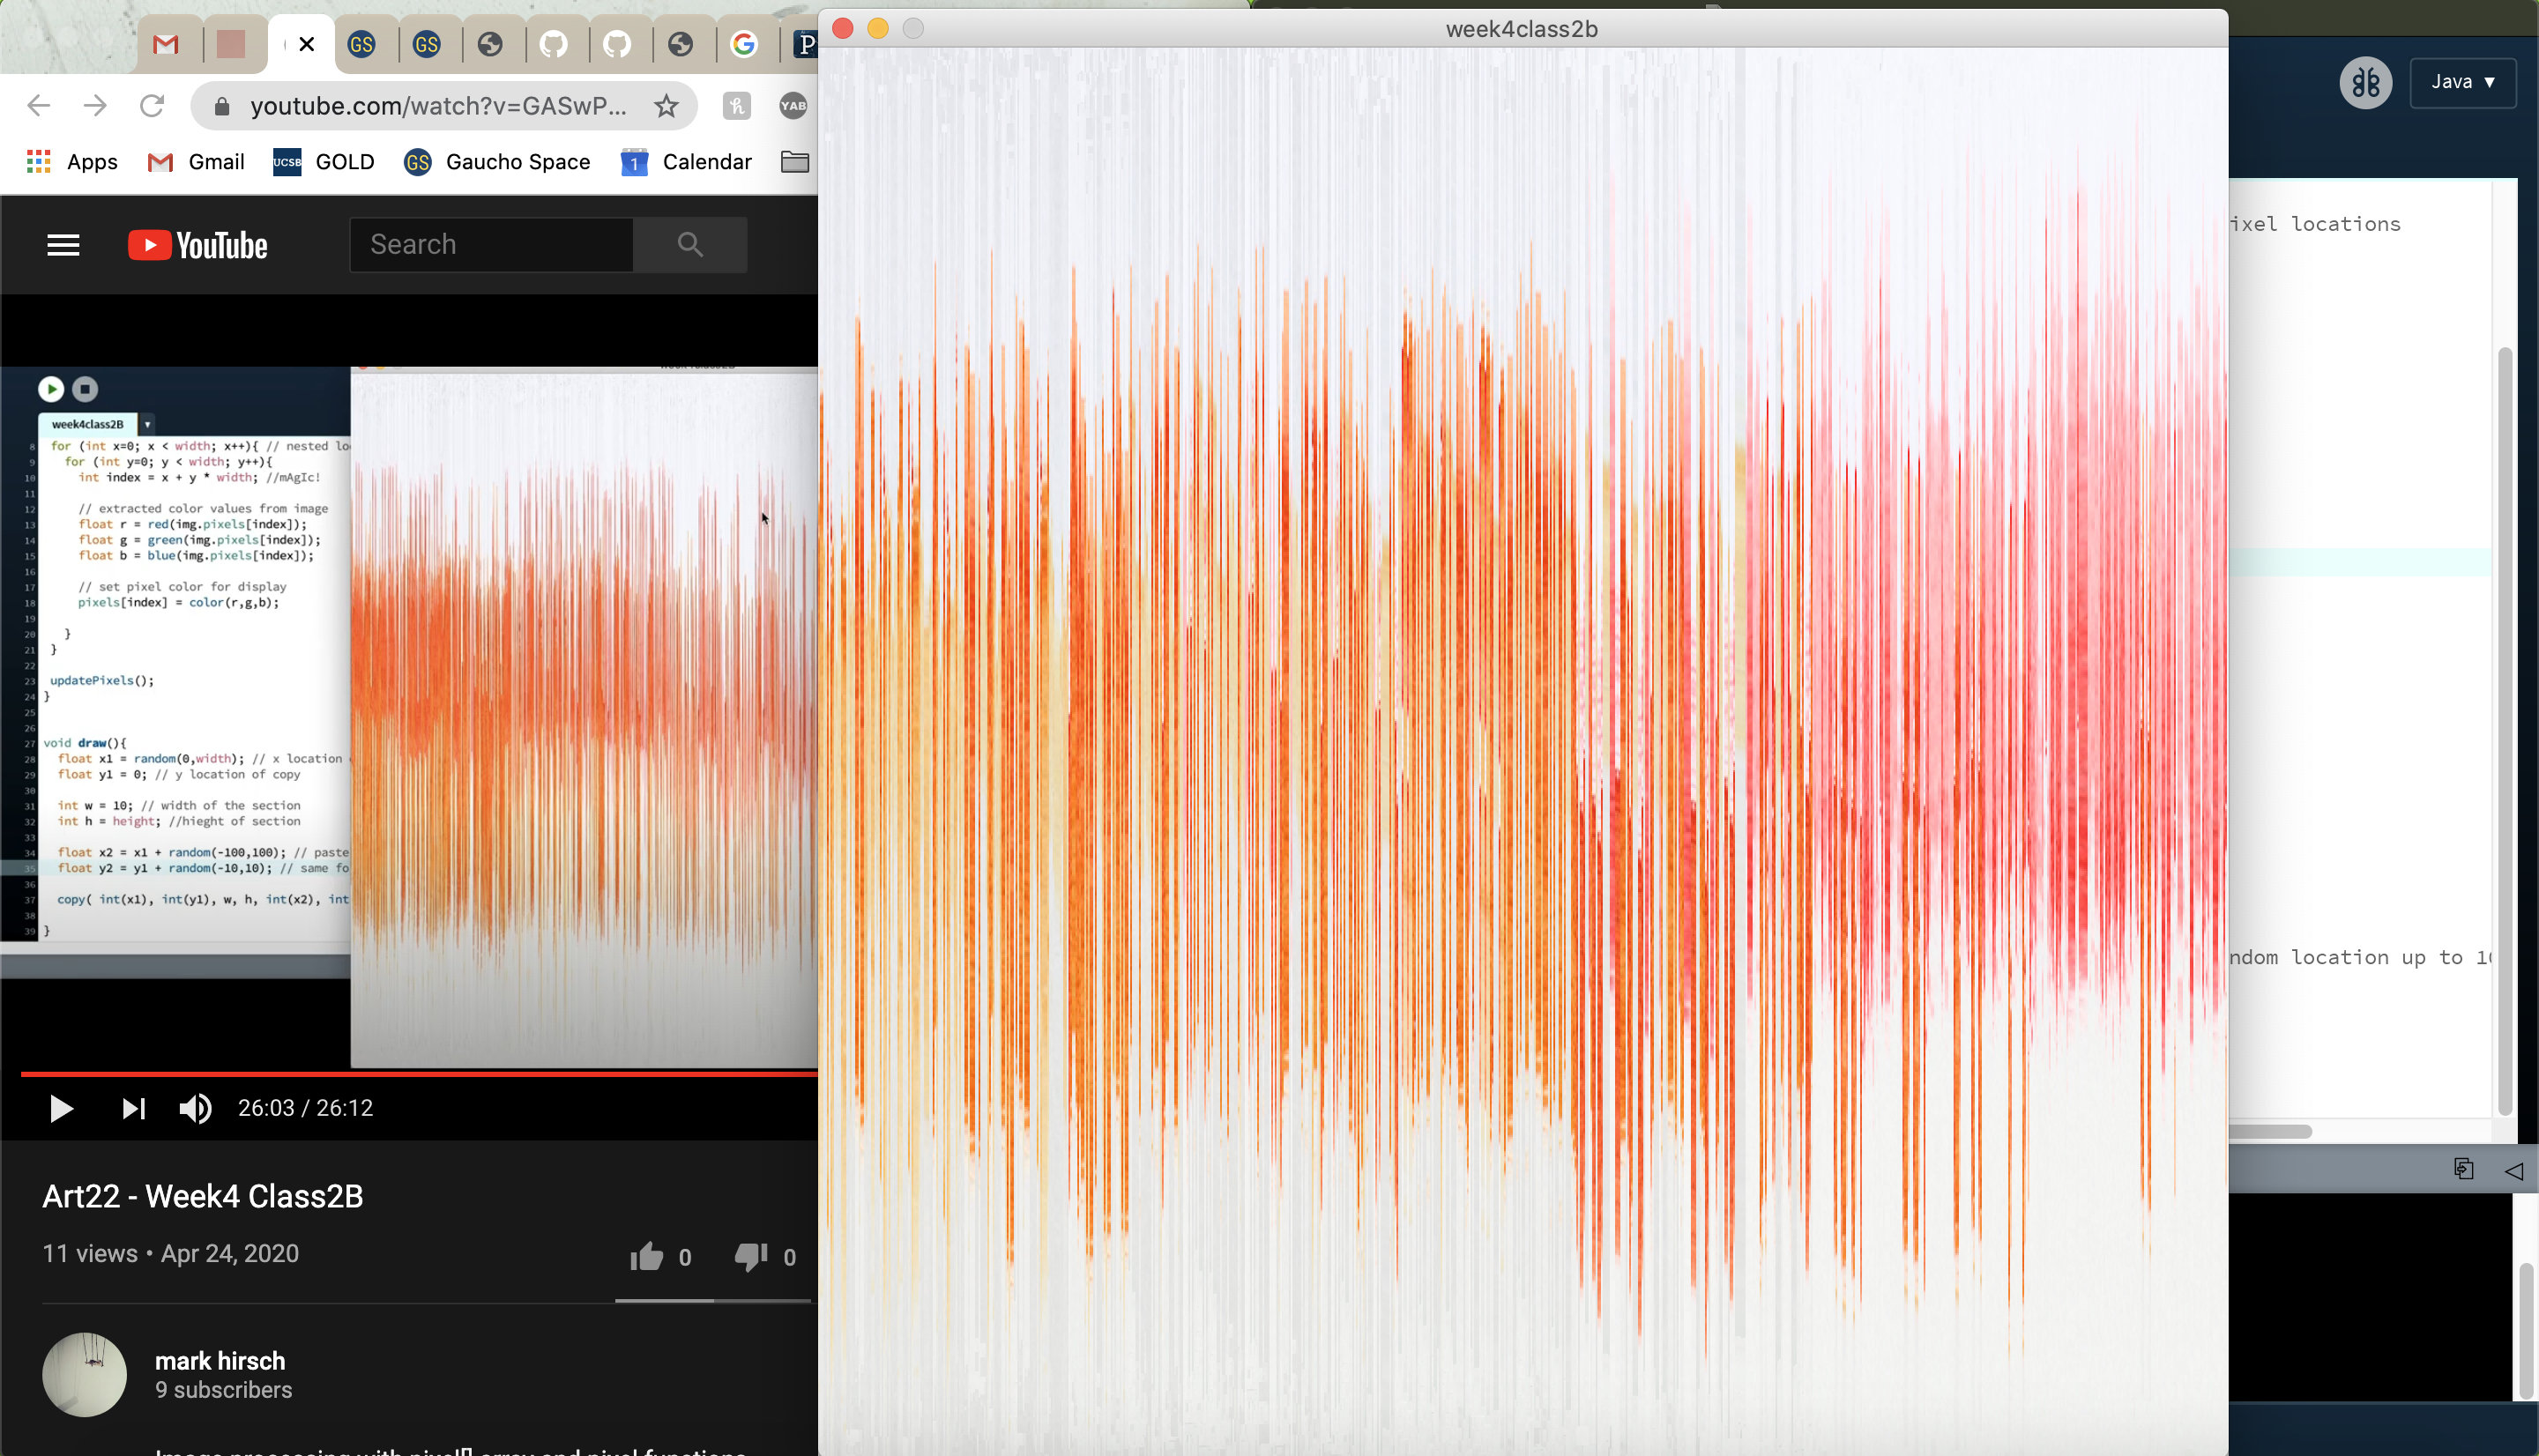 week4class2b
GS
GS
G
P
youtube.com/watch?v=GASwP...
h
YAB
Java ▼
Apps
Gmail
UCSB
GOLD
GS
Gaucho Space
1
Calendar
YouTube
Search
ixel locations
week4class2B
8 for (int x=0; x < width; x++){ // nested lo
9 for (int y=0; y < width; y++){
10 int index = x + y * width; //mAgIc!
11
12 // extracted color values from image
13 float r = red(img.pixels[index]);
14 float g = green(img.pixels[index]);
15 float b = blue(img.pixels[index]);
16
17 // set pixel color for display
18 pixels[index] = color(r,g,b);
19
20 }
21 }
22
23 updatePixels();
24 }
25
26
27 void draw(){
28 float x1 = random(0,width); // x location
29 float y1 = 0; // y location of copy
30
31 int w = 10; // width of the section
32 int h = height; //hieght of section
33
34 float x2 = x1 + random(-100,100); // paste
35 float y2 = y1 + random(-10,10); // same fo
36
37 copy( int(x1), int(y1), w, h, int(x2), int
38
39 }
ndom location up to 10
26:03 / 26:12
Art22 - Week4 Class2B
11 views • Apr 24, 2020
0
0
mark hirsch
9 subscribers
Image processing with pixel[] array and pixel functions